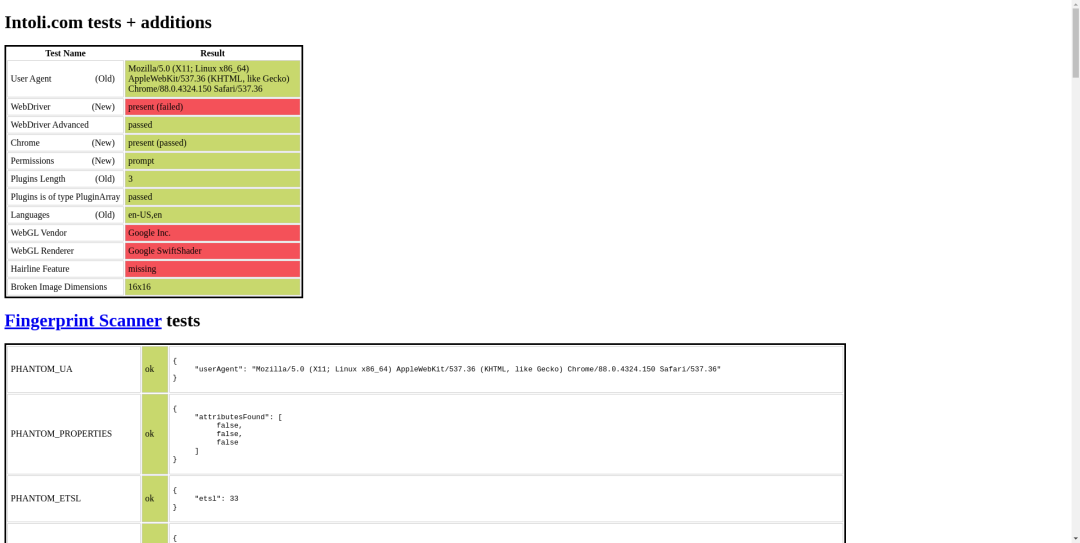 Intoli.com tests + additions
Test Name Result
User Agent (Old) Mozilla/5.0 (X11; Linux x86_64)
AppleWebKit/537.36 (KHTML, like Gecko)
Chrome/88.0.4324.150 Safari/537.36
WebDriver (New) present (failed)
WebDriver Advanced passed
Chrome (New) present (passed)
Permissions (New) prompt
Plugins Length (Old) 3
Plugins is of type PluginArray passed
Languages (Old) en-US,en
WebGL Vendor Google Inc.
WebGL Renderer Google SwiftShader
Hairline Feature missing
Broken Image Dimensions 16x16
Fingerprint Scanner tests
PHANTOM_UA ok {
"userAgent": "Mozilla/5.0 (X11; Linux x86_64) AppleWebKit/537.36 (KHTML, like Gecko) Chrome/88.0.4324.150 Safari/537.36"
}
PHANTOM_PROPERTIES ok {
"attributesFound": [
false,
false,
false
]
}
PHANTOM_ETSL ok {
"etsl": 33
}
{